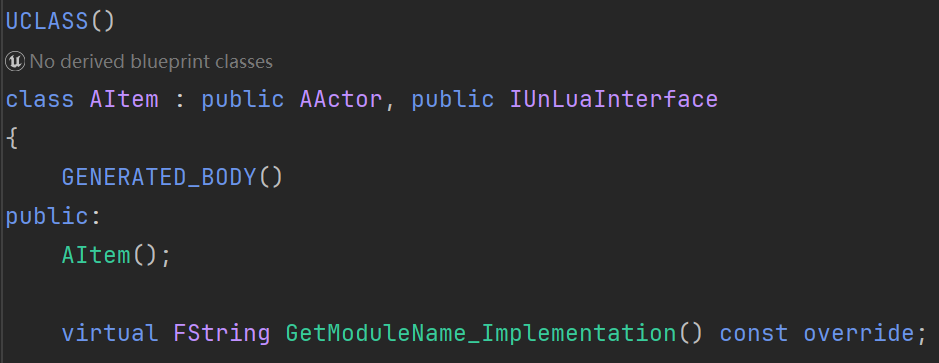 UCLASS()
No derived blueprint classes
class AItem : public AActor, public IUnLuaInterface
{
    GENERATED_BODY()
public:
    AItem();
    virtual FString GetModuleName_Implementation() const override;